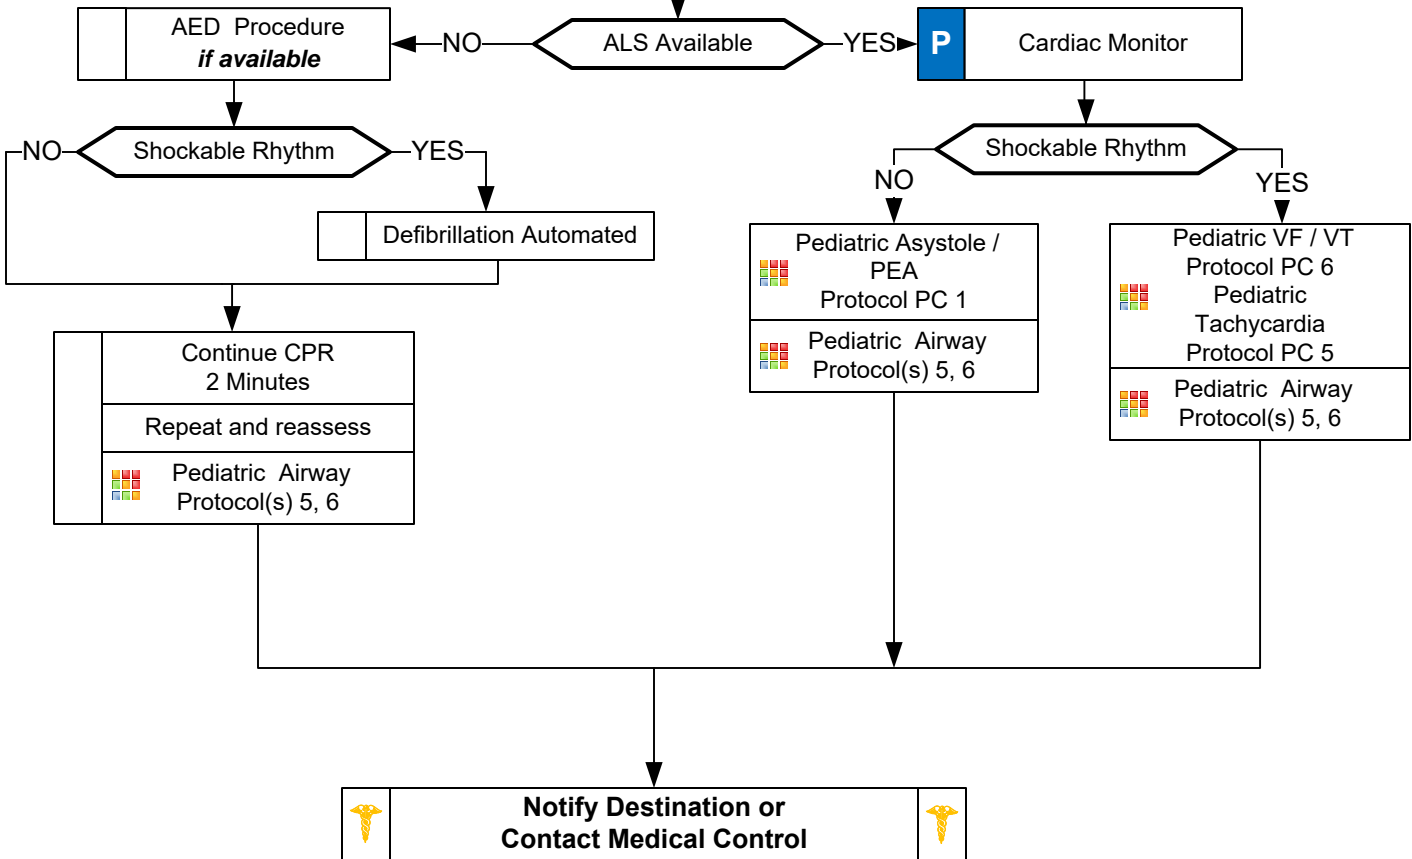 AED Procedure
if available
NO
ALS Available
YES
P
Cardiac Monitor
NO
Shockable Rhythm
YES
Shockable Rhythm
NO
YES
Defibrillation Automated
Pediatric Asystole /
PEA
Protocol PC 1
Pediatric Airway
Protocol(s) 5, 6
Pediatric VF / VT
Protocol PC 6
Pediatric
Tachycardia
Protocol PC 5
Pediatric Airway
Protocol(s) 5, 6
Continue CPR
2 Minutes
Repeat and reassess
Pediatric Airway
Protocol(s) 5, 6
Notify Destination or
Contact Medical Control